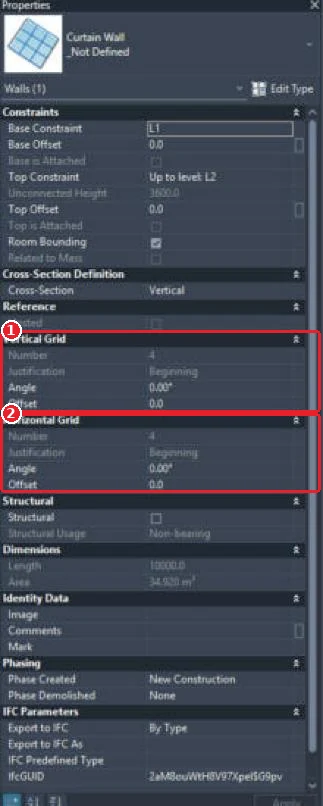 Properties
Curtain Wall
_Not Defined
Walls (1)
Edit Type
Constraints
Base Constraint L1
Base Offset 0.0
Base is Attached
Top Constraint Up to level: L2
Unconnected Height 3600.0
Top Offset 0.0
Top is Attached
Room Bounding
Related to Mass
Cross-Section Definition
Cross-Section Vertical
Reference
1
Vertical Grid
Number 4
Justification Beginning
Angle 0.00°
Offset 0.0
2
Horizontal Grid
Number 4
Justification Beginning
Angle 0.00°
Offset 0.0
Structural
Structural
Structural Usage Non-bearing
Dimensions
Length 10000.0
Area 34.920 m²
Identity Data
Image
Comments
Mark
Phasing
Phase Created New Construction
Phase Demolished None
IFC Parameters
Export to IFC By Type
Export to IFC As
IFC Predefined Type
IfcGUID
Apply